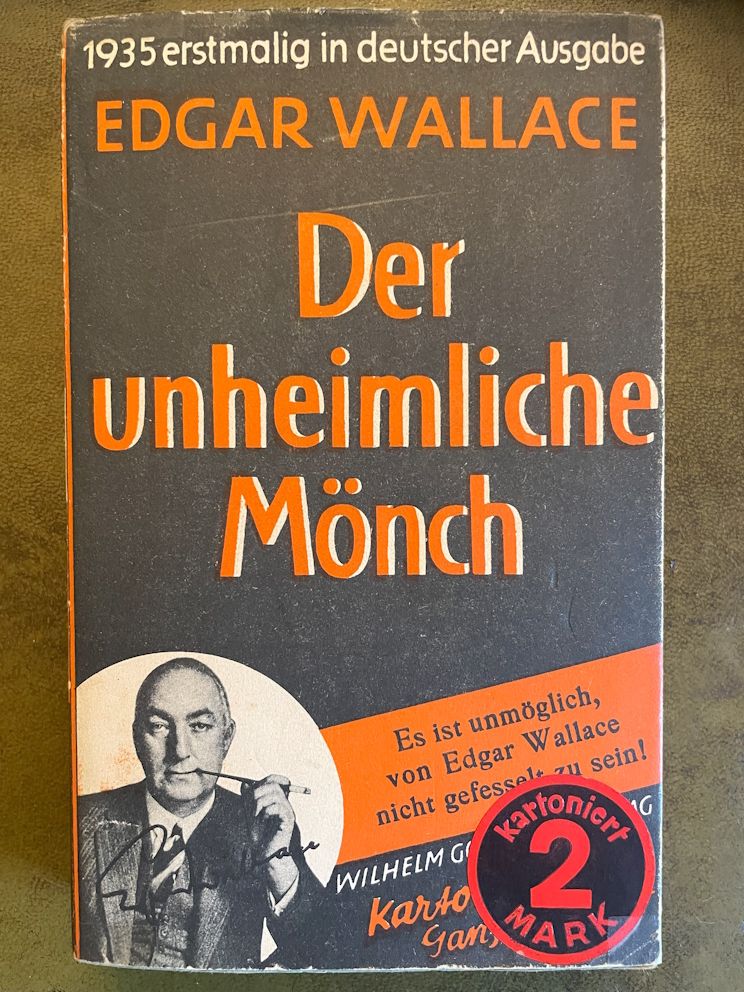 1935 erstmalig in deutscher Ausgabe
EDGAR WALLACE
Der
unheimliche
Mönch
Es ist unmöglich,
von Edgar Wallace
nicht gefesselt zu sein!
WILHELM
kartoniert
2
MARK